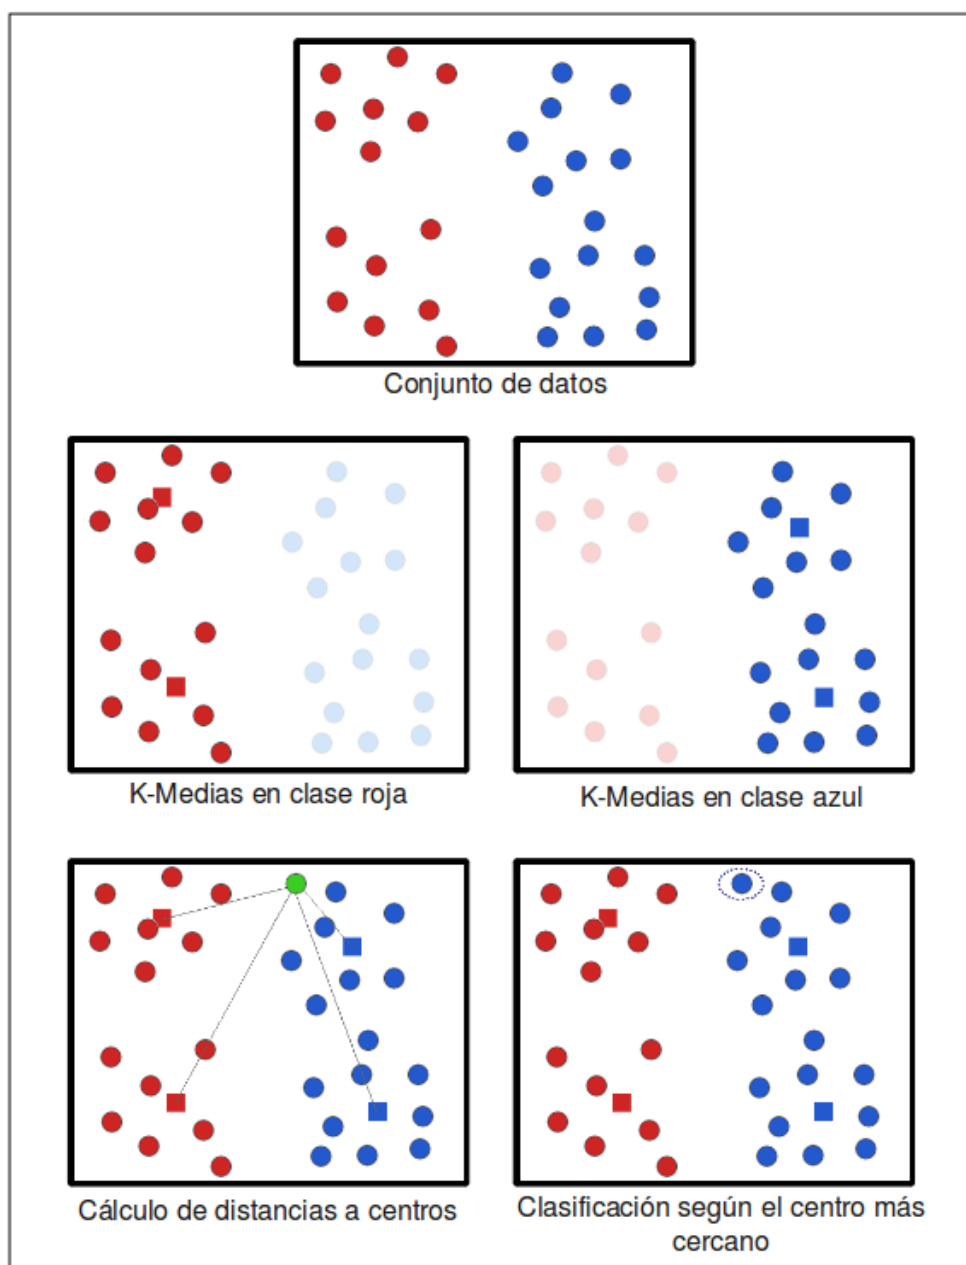 Conjunto de datos
K-Medias en clase roja
K-Medias en clase azul
Cálculo de distancias a centros
Clasificación según el centro más
cercano